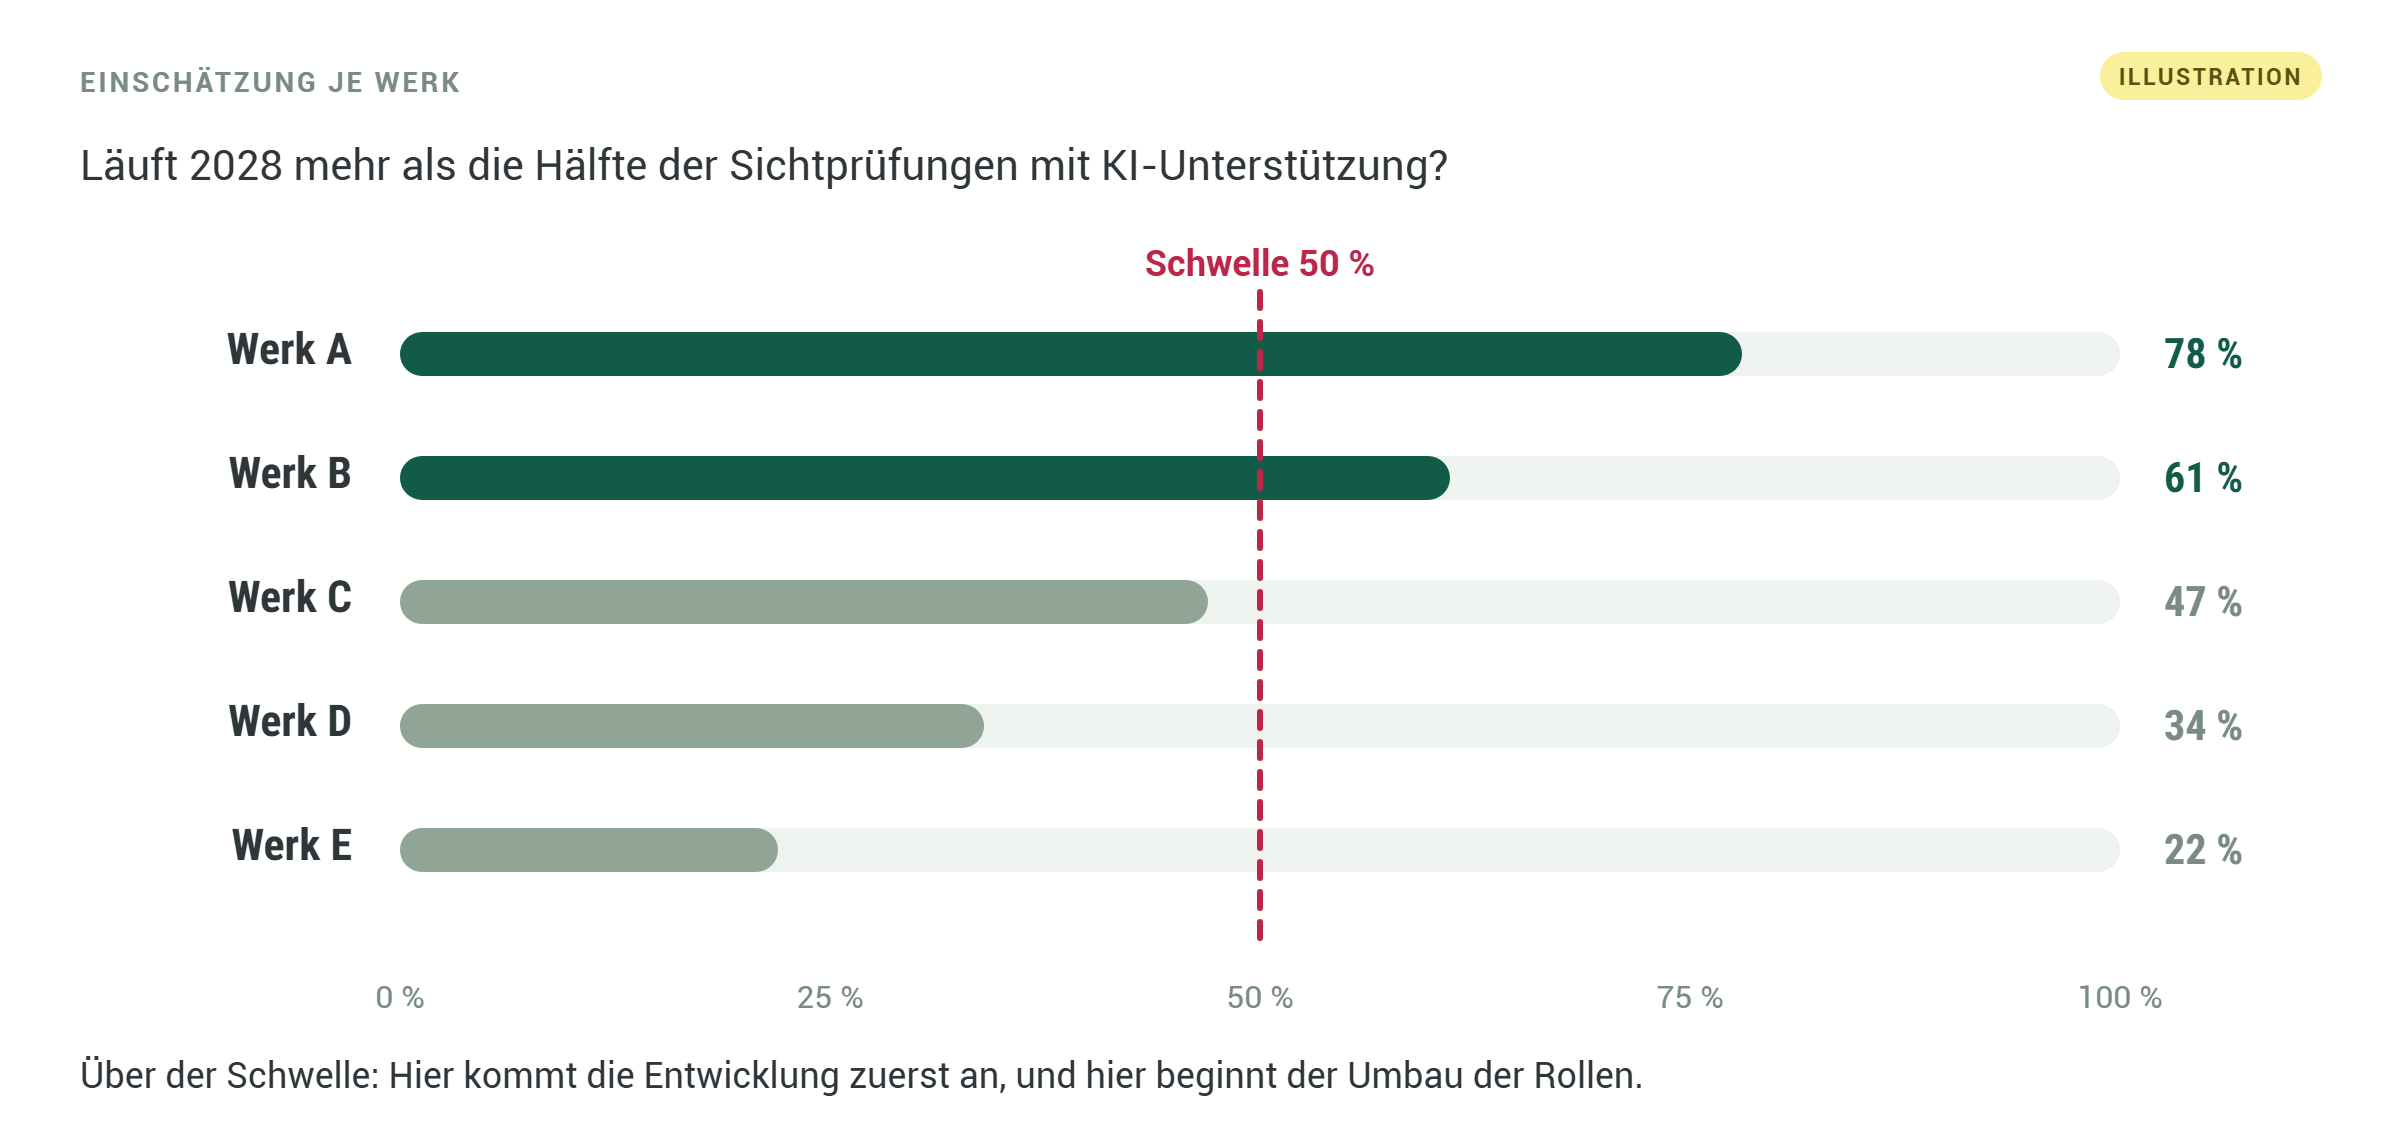 EINSCHÄTZUNG JE WERK
ILLUSTRATION
Läuft 2028 mehr als die Hälfte der Sichtprüfungen mit KI-Unterstützung?
Schwelle 50 %
Werk A 78 %
Werk B 61 %
Werk C 47 %
Werk D 34 %
Werk E 22 %
0 % 25 % 50 % 75 % 100 %
Über der Schwelle: Hier kommt die Entwicklung zuerst an, und hier beginnt der Umbau der Rollen.